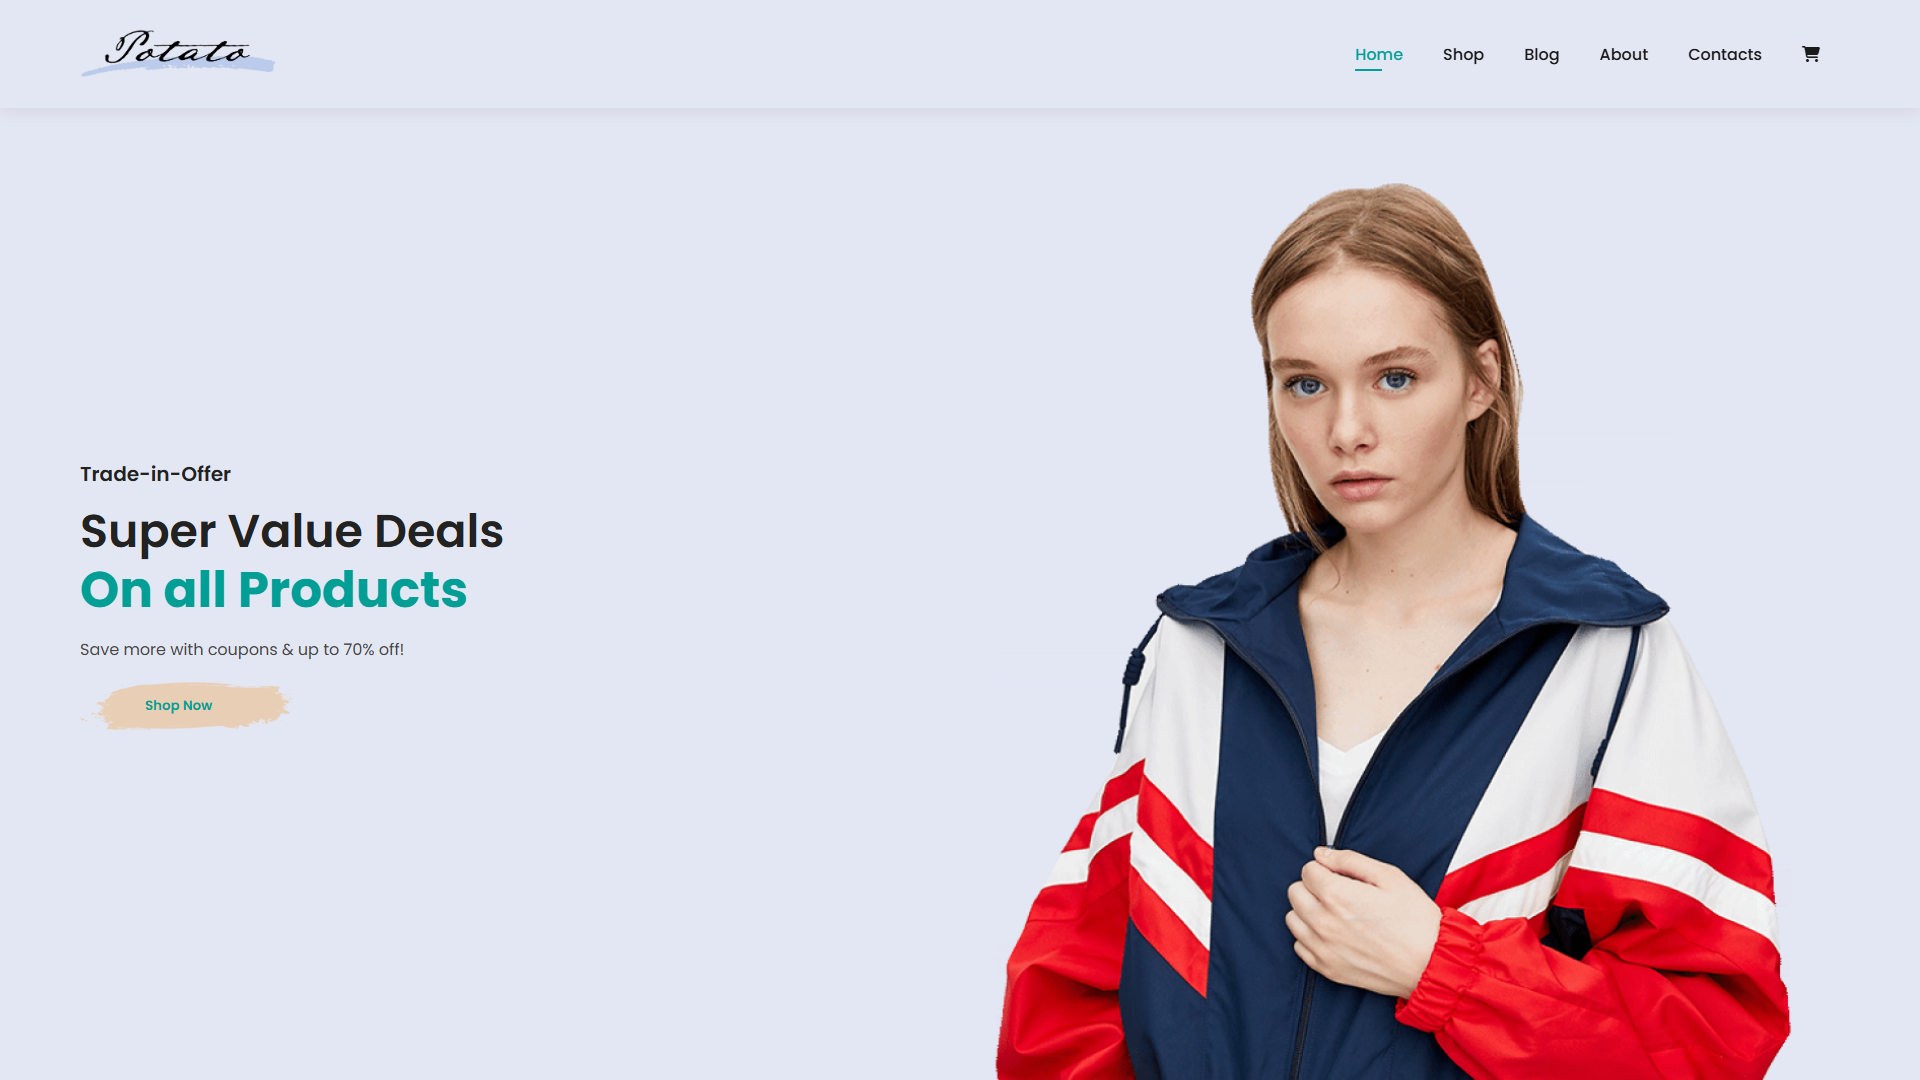 Potato
Home Shop Blog About Contacts
Trade-in-Offer
Super Value Deals
On all Products
Save more with coupons & up to 70% off!
Shop Now